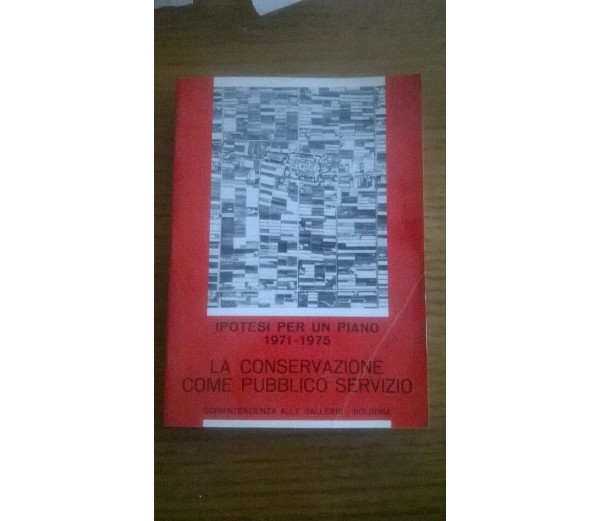 IPOTESI PER UN PIANO
1971-1975
LA CONSERVAZIONE
COME PUBBLICO SERVIZIO
SOPRINTENDENZA ALLE GALLERIE BOLOGNA